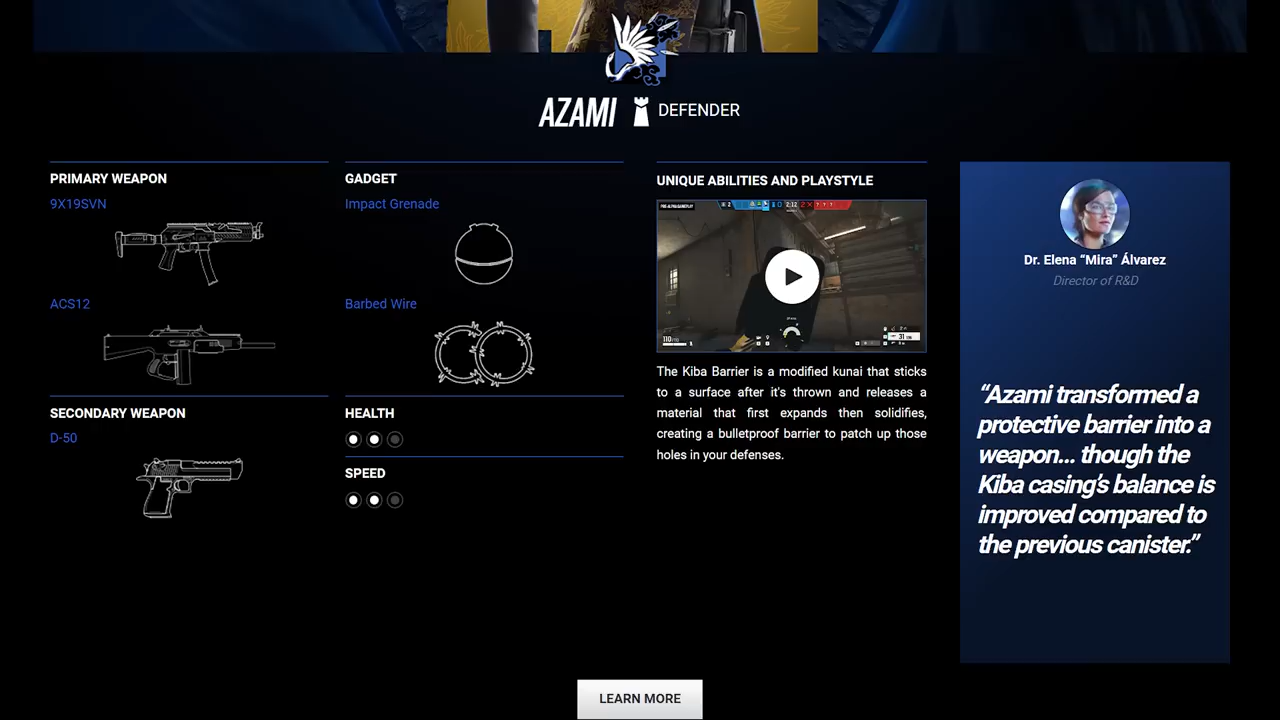 AZAMI DEFENDER
PRIMARY WEAPON
9X19SVN
ACS12
SECONDARY WEAPON
D-50
GADGET
Impact Grenade
Barbed Wire
HEALTH
SPEED
UNIQUE ABILITIES AND PLAYSTYLE
2:12
110
31
The Kiba Barrier is a modified kunai that sticks
to a surface after it's thrown and releases a
material that first expands then solidifies,
creating a bulletproof barrier to patch up those
holes in your defenses.
Dr. Elena “Mira” Álvarez
Director of R&D
“Azami transformed a
protective barrier into a
weapon... though the
Kiba casing's balance is
improved compared to
the previous canister.”
LEARN MORE